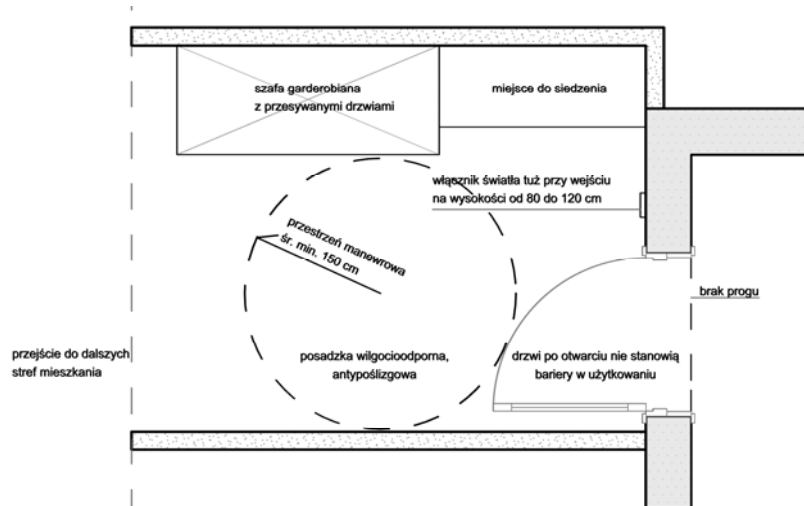 szafa garderobiana
z przesywanymi drzwiami
miejsce do siedzenia
włącznik światła tuż przy wejściu
na wysokości od 80 do 120 cm
przestrzeń manewrowa
śr. min. 150 cm
brak progu
przejście do dalszych
stref mieszkania
posadzka wilgocioodporna,
antypoślizgowa
drzwi po otwarciu nie stanowią
bariery w użytkowaniu